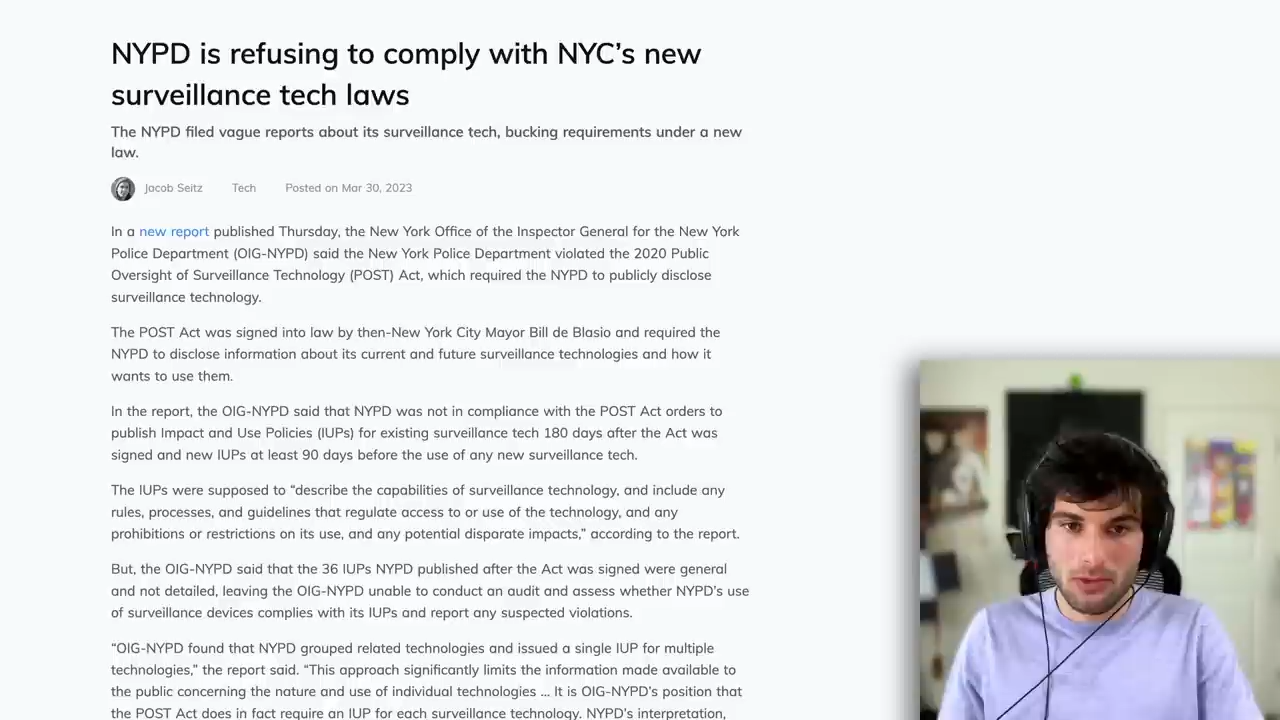 NYPD is refusing to comply with NYC’s new
surveillance tech laws
The NYPD filed vague reports about its surveillance tech, bucking requirements under a new
law.
Jacob Seitz Tech Posted on Mar 30, 2023
In a new report published Thursday, the New York Office of the Inspector General for the New York
Police Department (OIG-NYPD) said the New York Police Department violated the 2020 Public
Oversight of Surveillance Technology (POST) Act, which required the NYPD to publicly disclose
surveillance technology.
The POST Act was signed into law by then-New York City Mayor Bill de Blasio and required the
NYPD to disclose information about its current and future surveillance technologies and how it
wants to use them.
In the report, the OIG-NYPD said that NYPD was not in compliance with the POST Act orders to
publish Impact and Use Policies (IUPs) for existing surveillance tech 180 days after the Act was
signed and new IUPs at least 90 days before the use of any new surveillance tech.
The IUPs were supposed to “describe the capabilities of surveillance technology, and include any
rules, processes, and guidelines that regulate access to or use of the technology, and any
prohibitions or restrictions on its use, and any potential disparate impacts,” according to the report.
But, the OIG-NYPD said that the 36 IUPs NYPD published after the Act was signed were general
and not detailed, leaving the OIG-NYPD unable to conduct an audit and assess whether NYPD’s use
of surveillance devices complies with its IUPs and report any suspected violations.
“OIG-NYPD found that NYPD grouped related technologies and issued a single IUP for multiple
technologies,” the report said. “This approach significantly limits the information made available to
the public concerning the nature and use of individual technologies ... It is OIG-NYPD’s position that
the POST Act does in fact require an IUP for each surveillance technology. NYPD’s interpretation,